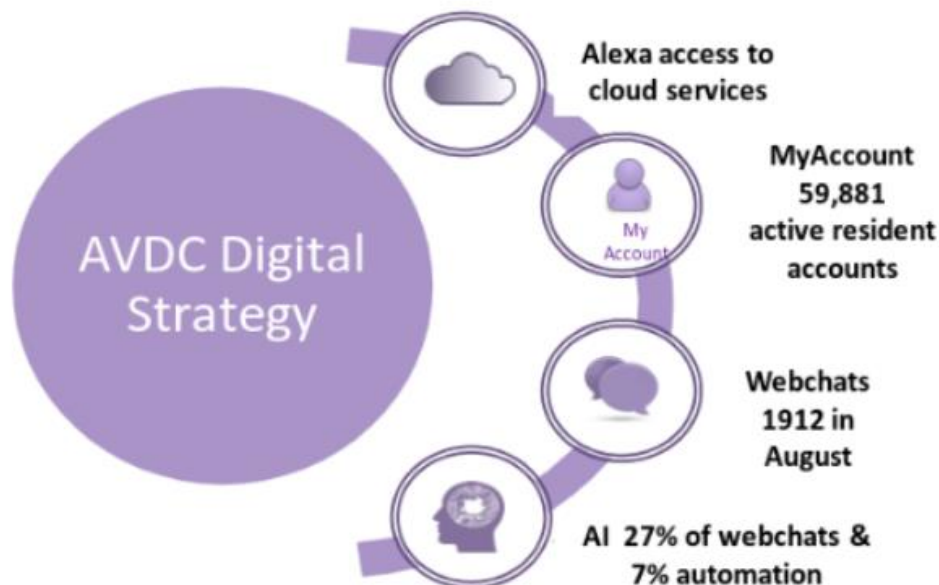 AVDC Digital
Strategy
Alexa access to
cloud services
My
Account
MyAccount
59,881
active resident
accounts
Webchats
1912 in
August
AI 27% of webchats &
7% automation